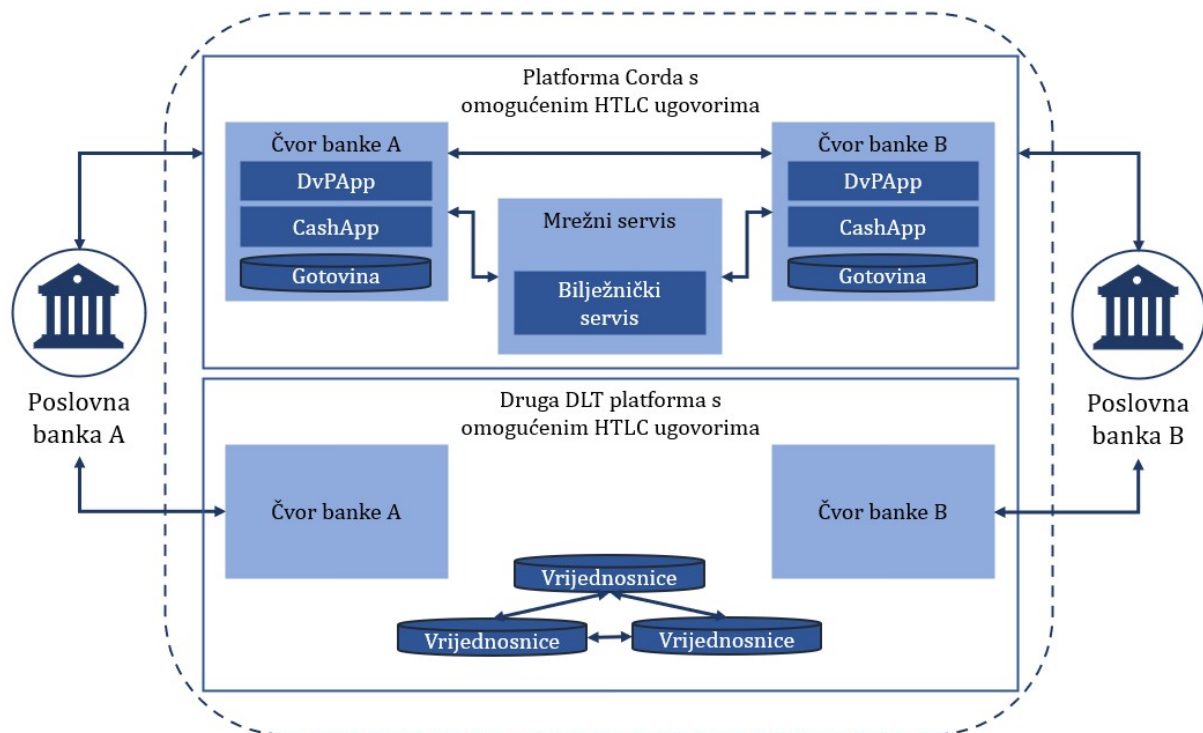 Platforma Corda s
omogućenim HTLC ugovorima
Čvor banke A
DvPApp
CashApp
Gotovina
Mrežni servis
Bilježnički
servis
Čvor banke B
DvPApp
CashApp
Gotovina
Poslovna
banka A
Poslovna
banka B
Druga DLT platforma s
omogućenim HTLC ugovorima
Čvor banke A
Čvor banke B
Vrijednosnice
Vrijednosnice
Vrijednosnice